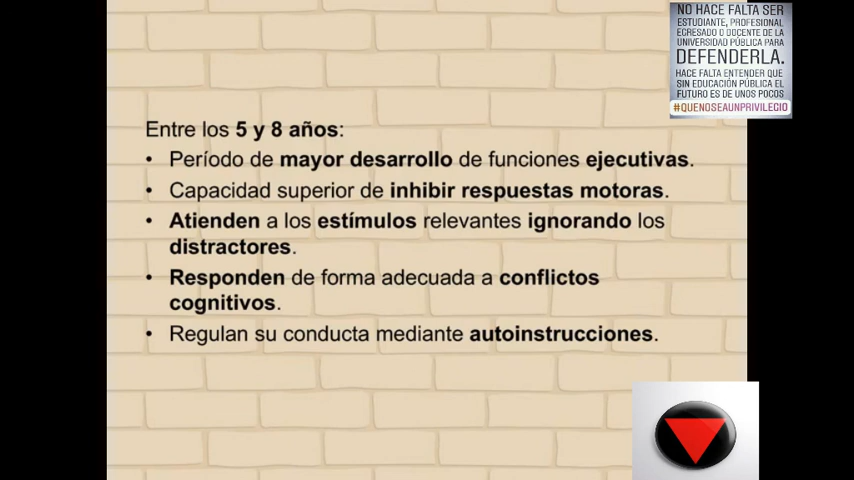 NO HACE FALTA SER
ESTUDIANTE, PROFESIONAL
EGRESADO O DOCENTE DE LA
UNIVERSIDAD PÚBLICA PARA
DEFENDERLA.
HACE FALTA ENTENDER QUE
SIN EDUCACIÓN PÚBLICA EL
FUTURO ES DE UNOS POCOS
#QUENOSEAUNPRIVILEGIO
Entre los 5 y 8 años:
• Período de mayor desarrollo de funciones ejecutivas.
• Capacidad superior de inhibir respuestas motoras.
• Atienden a los estímulos relevantes ignorando los
distractores.
• Responden de forma adecuada a conflictos
cognitivos.
• Regulan su conducta mediante autoinstrucciones.